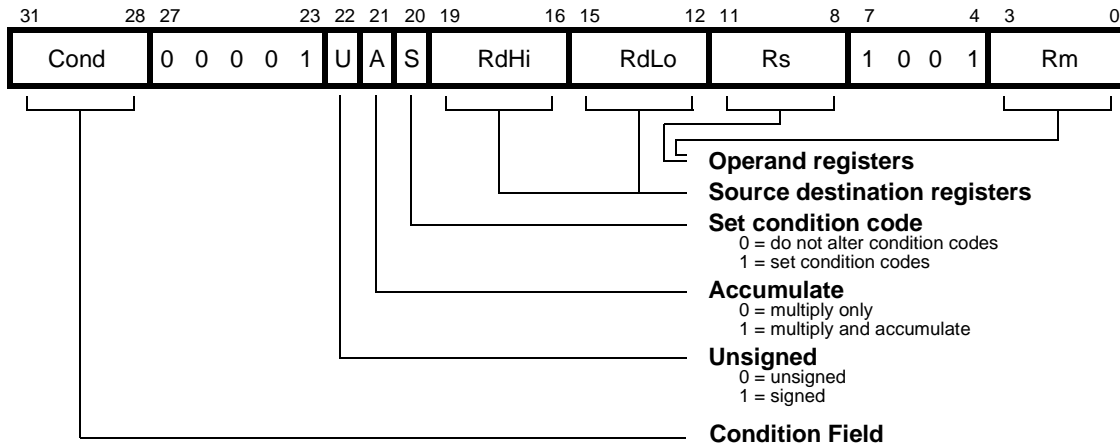 31 28 27 23 22 21 20 19 16 15 12 11 8 7 4 3 0
Cond 0 0 0 0 1 U A S RdHi RdLo Rs 1 0 0 1 Rm
Operand registers
Source destination registers
Set condition code
0 = do not alter condition codes
1 = set condition codes
Accumulate
0 = multiply only
1 = multiply and accumulate
Unsigned
0 = unsigned
1 = signed
Condition Field